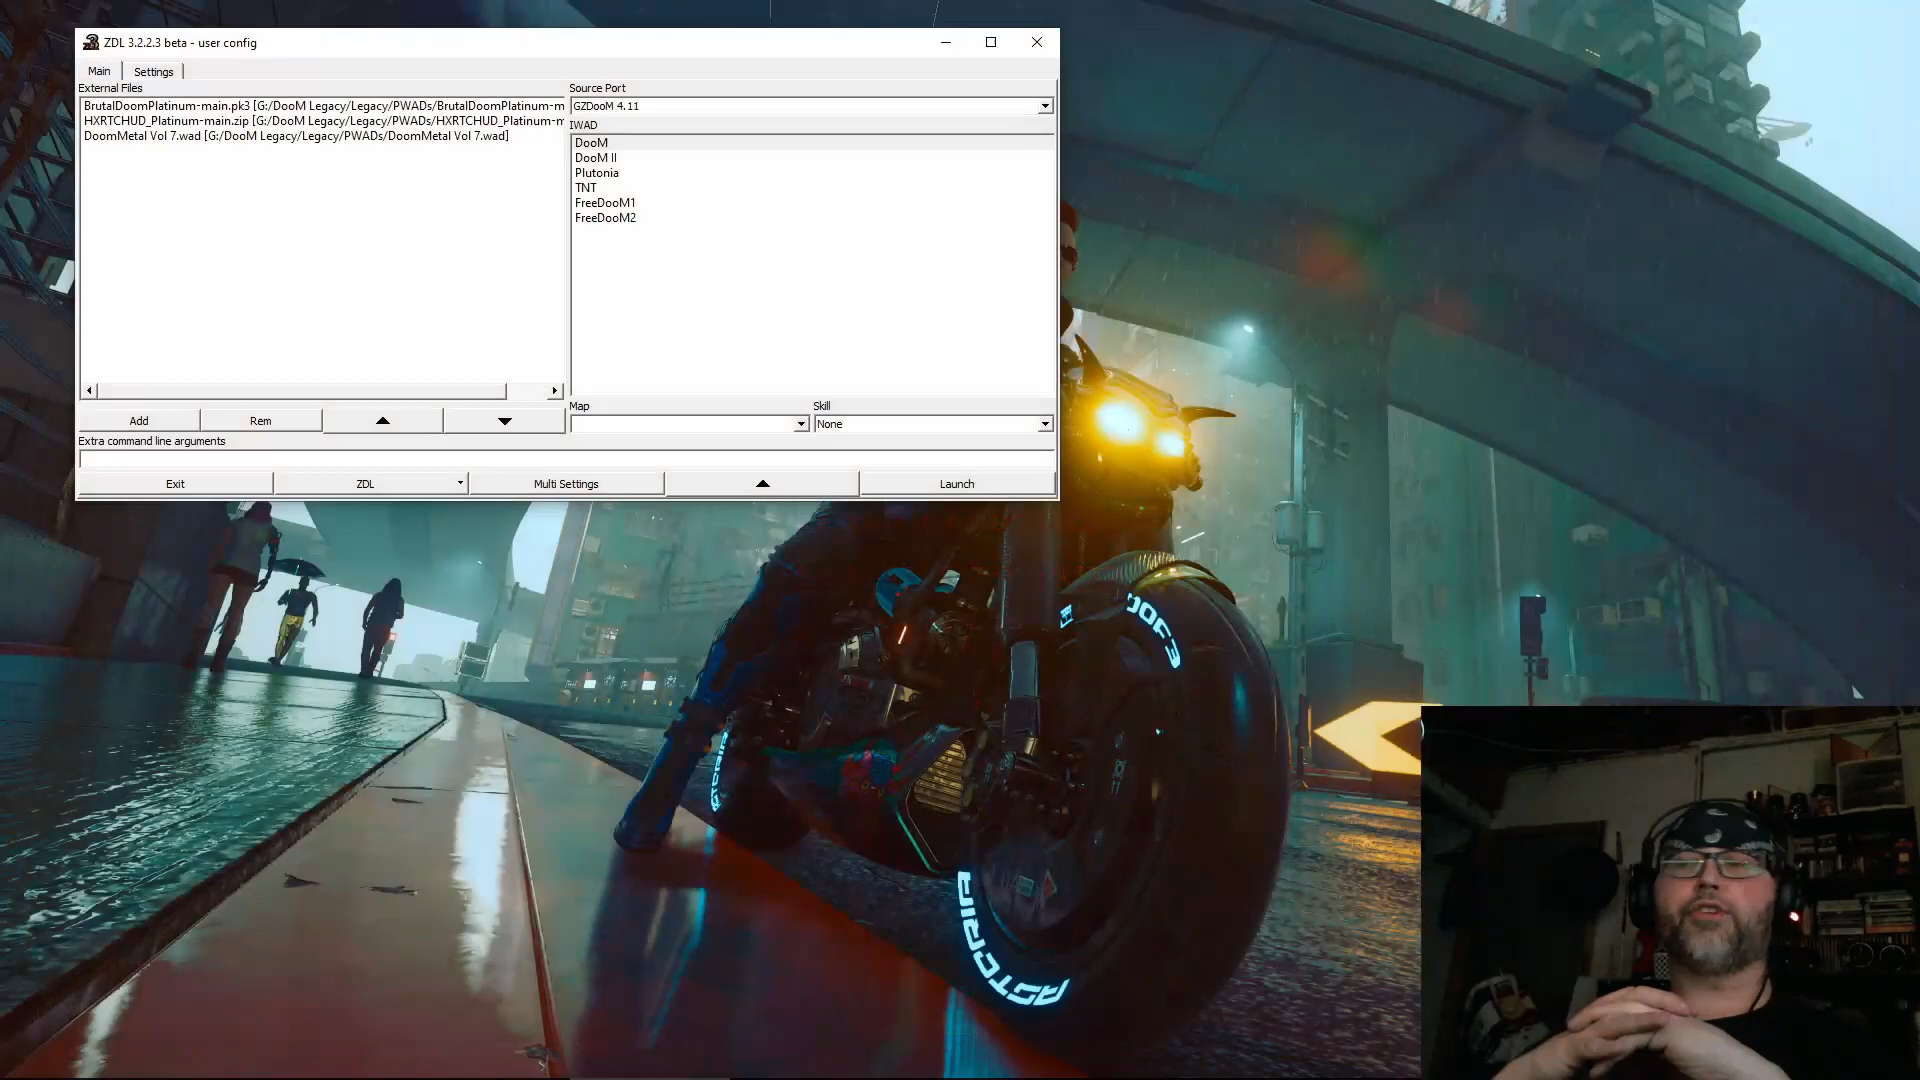 ZDL 3.2.2.3 beta - user config
Main
Settings
External Files
BrutalDoomPlatinum-main.pk3 [G:/DooM Legacy/Legacy/PWADs/BrutalDoomPlatinum-m
HXRTCHUD_Platinum-main.zip [G:/DooM Legacy/Legacy/PWADs/HXRTCHUD_Platinum-m
DoomMetal Vol 7.wad [G:/DooM Legacy/Legacy/PWADs/DoomMetal Vol 7.wad]
Source Port
GZDooM 4.11
IWAD
DooM
DooM II
Plutonia
TNT
FreeDooM1
FreeDooM2
Add
Rem
Map
Skill
None
Extra command line arguments
Exit
ZDL
Multi Settings
Launch
ASTORIA